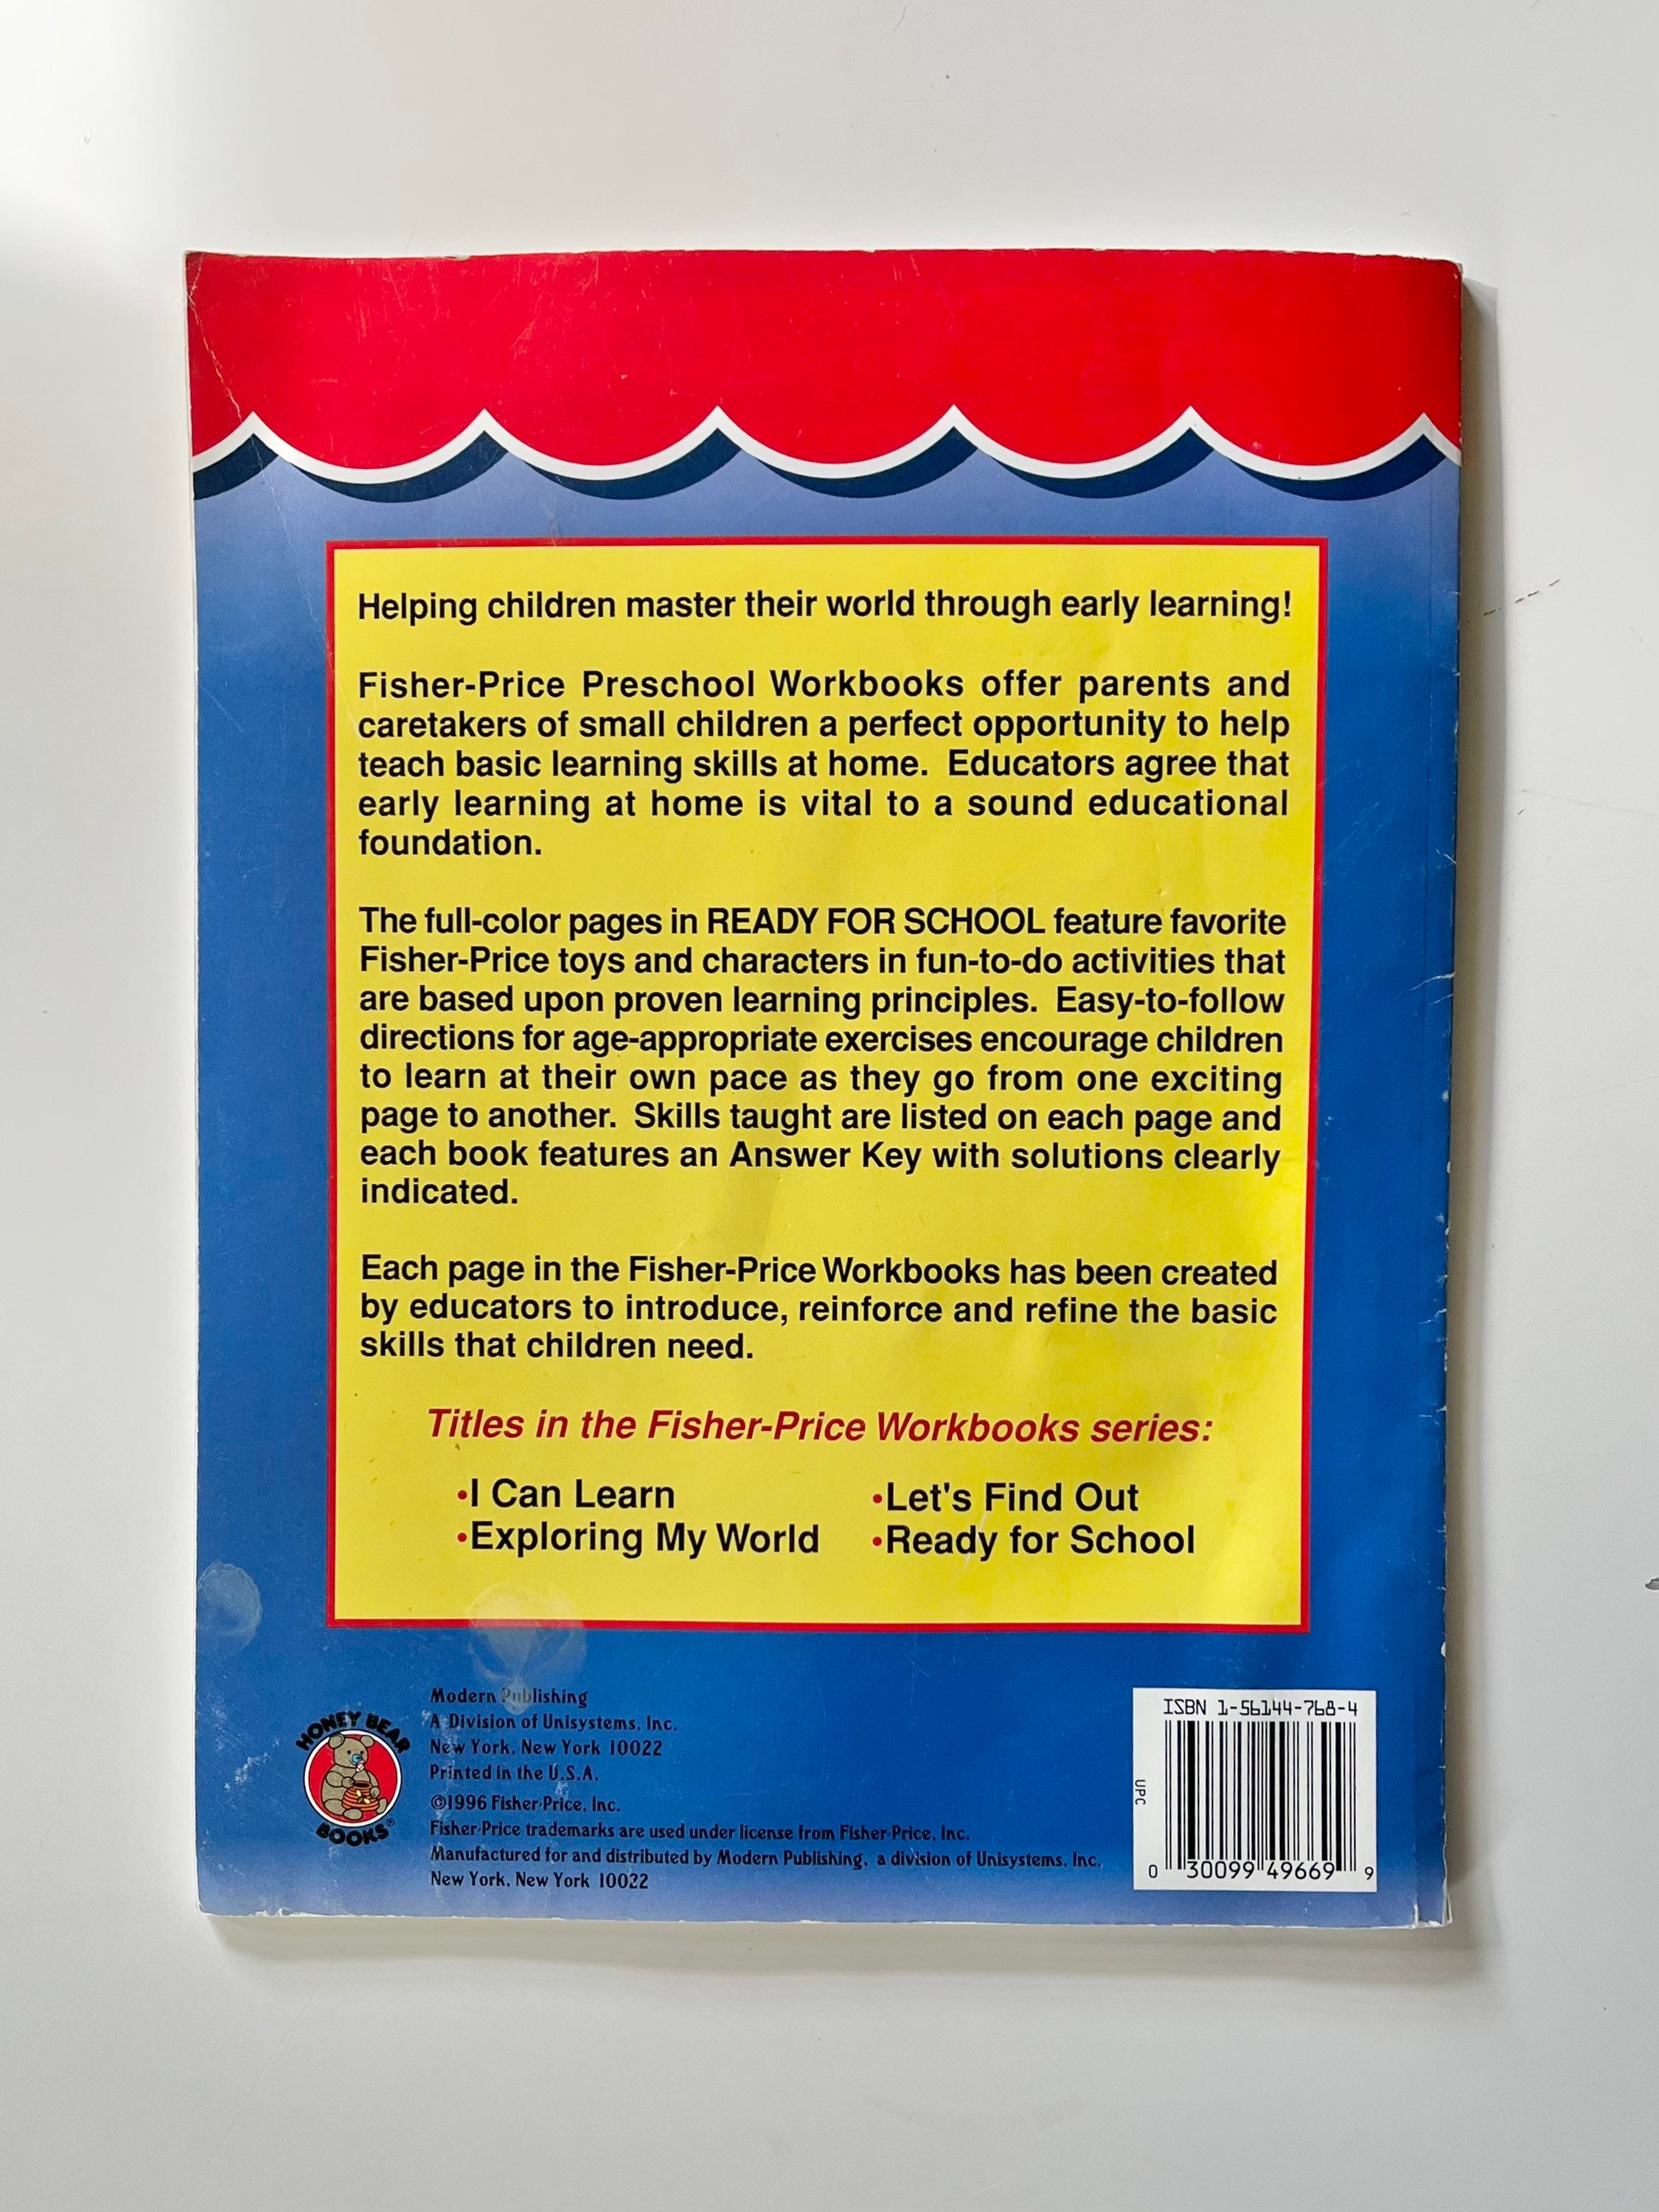 Helping children master their world through early learning!
Fisher-Price Preschool Workbooks offer parents and
caretakers of small children a perfect opportunity to help
teach basic learning skills at home. Educators agree that
early learning at home is vital to a sound educational
foundation.
The full-color pages in READY FOR SCHOOL feature favorite
Fisher-Price toys and characters in fun-to-do activities that
are based upon proven learning principles. Easy-to-follow
directions for age-appropriate exercises encourage children
to learn at their own pace as they go from one exciting
page to another. Skills taught are listed on each page and
each book features an Answer Key with solutions clearly
indicated.
Each page in the Fisher-Price Workbooks has been created
by educators to introduce, reinforce and refine the basic
skills that children need.
Titles in the Fisher-Price Workbooks series:
•I Can Learn
•Exploring My World
•Let's Find Out
•Ready for School
HONEY BEAR
BOOKS®
Modern Publishing
A Division of Unisystems, Inc.
New York, New York 10022
Printed in the U.S.A.
©1996 Fisher-Price, Inc.
Fisher-Price trademarks are used under license from Fisher-Price, Inc.
Manufactured for and distributed by Modern Publishing, a division of Unisystems, Inc.
New York, New York 10022
ISBN 1-56144-768-4
UPC
0 30099 49669 9